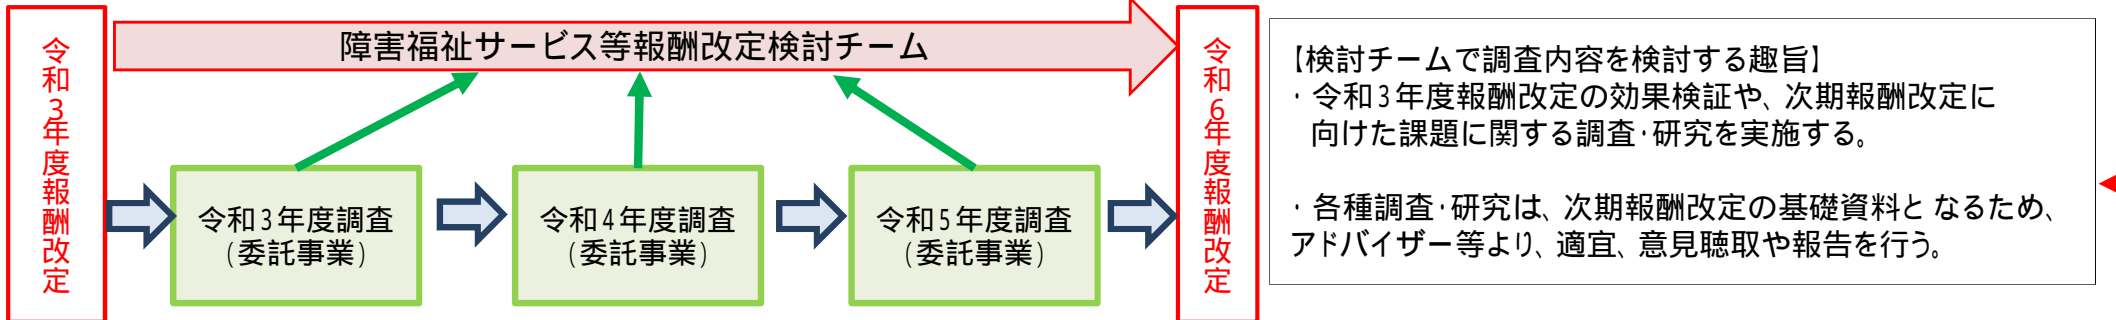 令和3年度報酬改定
障害福祉サービス等報酬改定検討チーム
令和3年度調査
(委託事業)
令和4年度調査
(委託事業)
令和5年度調査
(委託事業)
令和6年度報酬改定
【検討チームで調査内容を検討する趣旨】
・令和3年度報酬改定の効果検証や、次期報酬改定に
向けた課題に関する調査・研究を実施する。
・各種調査・研究は、次期報酬改定の基礎資料となるため、
アドバイザー等より、適宜、意見聴取や報告を行う。